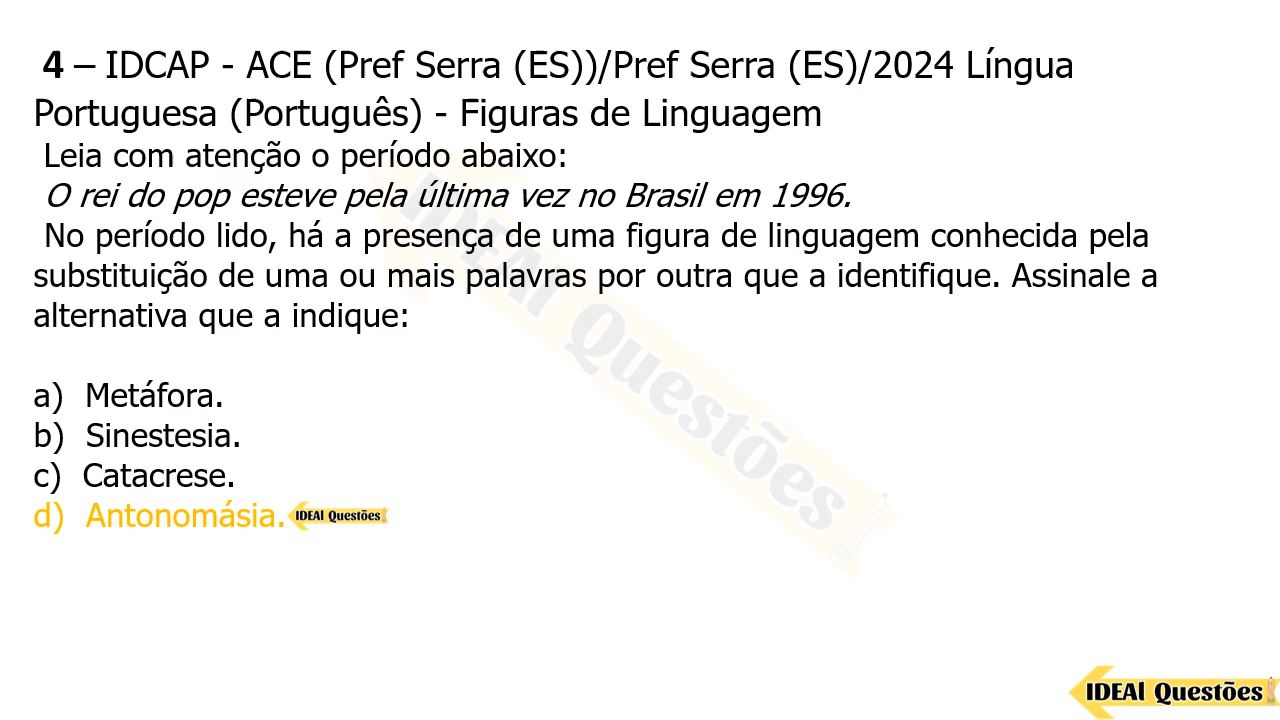 4 – IDCAP - ACE (Pref Serra (ES))/Pref Serra (ES)/2024 Língua
Portuguesa (Português) - Figuras de Linguagem
Leia com atenção o período abaixo:
O rei do pop esteve pela última vez no Brasil em 1996.
No período lido, há a presença de uma figura de linguagem conhecida pela
substituição de uma ou mais palavras por outra que a identifique. Assinale a
alternativa que a indique:
a) Metáfora.
b) Sinestesia.
c) Catacrese.
d) Antonomásia. IDEAl Questões
IDEAl Questões
IDEAl Questões